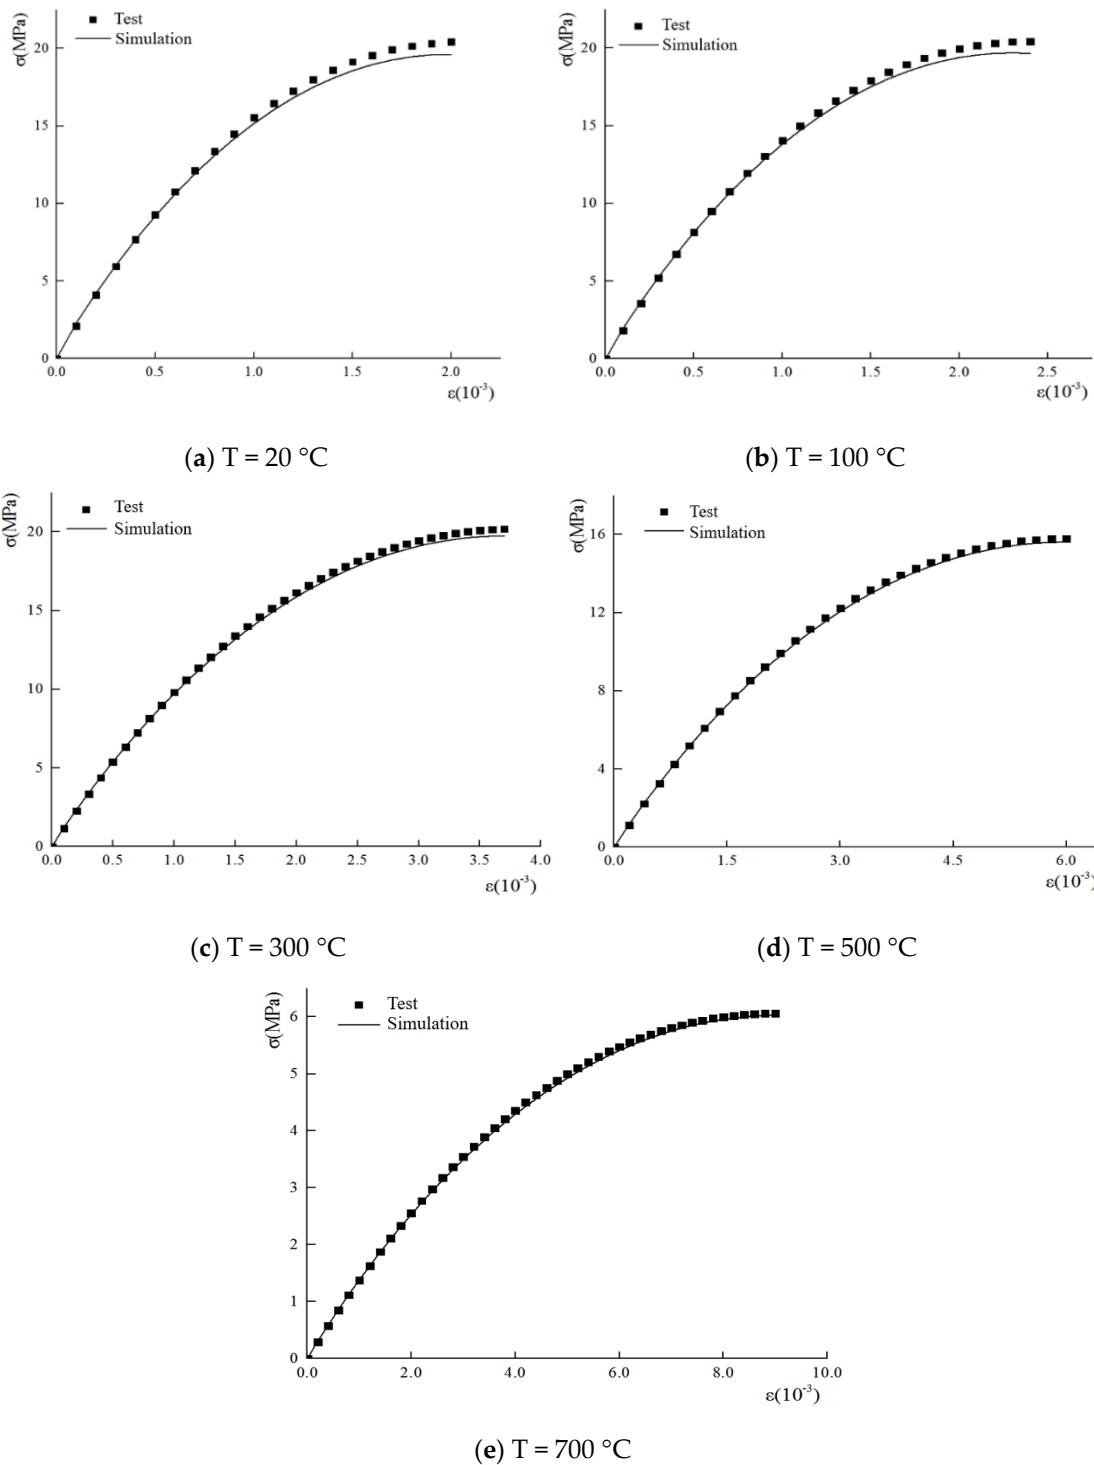 σ(MPa)
Test
Simulation
20
15
10
5
0
0.0 0.5 1.0 1.5 2.0
ε(10⁻³)
(a) T = 20 °C
σ(MPa)
Test
Simulation
20
15
10
5
0
0.0 0.5 1.0 1.5 2.0 2.5
ε(10⁻³)
(b) T = 100 °C
σ(MPa)
Test
Simulation
20
15
10
5
0
0.0 0.5 1.0 1.5 2.0 2.5 3.0 3.5 4.0
ε(10⁻³)
(c) T = 300 °C
σ(MPa)
Test
Simulation
16
12
8
4
0
0.0 1.5 3.0 4.5 6.0
ε(10⁻³)
(d) T = 500 °C
σ(MPa)
Test
Simulation
6
5
4
3
2
1
0
0.0 2.0 4.0 6.0 8.0 10.0
ε(10⁻³)
(e) T = 700 °C